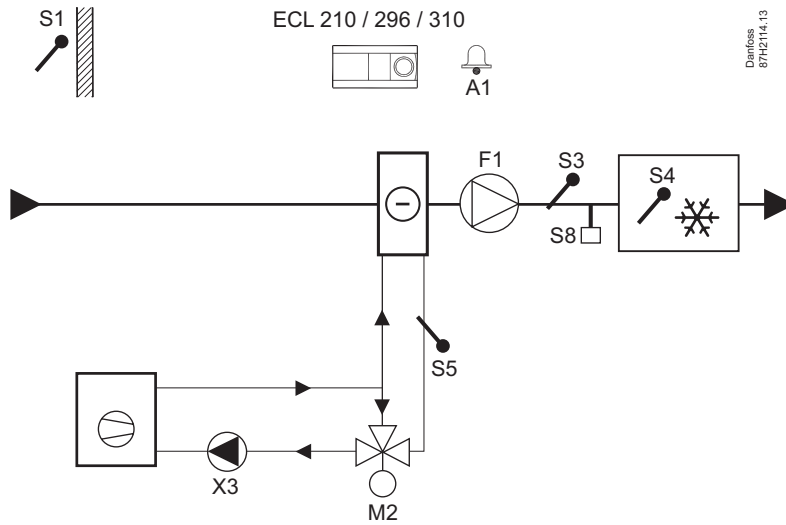 S1
ECL 210 / 296 / 310
A1
Danfoss
87H2114.13
F1
S3
S4
S8
S5
X3
M2